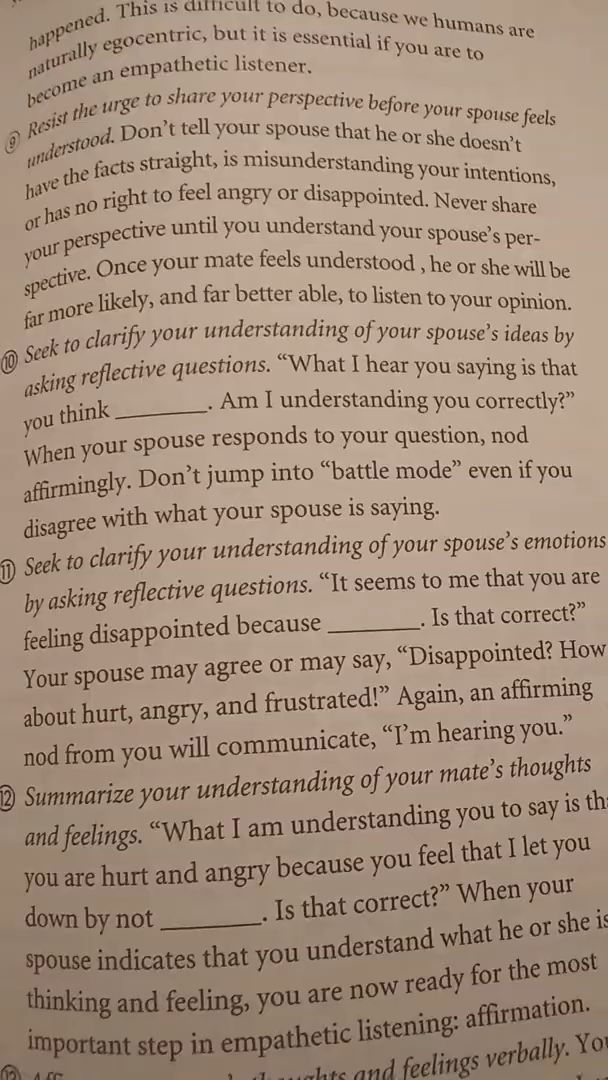 happened. This is difficult to do, because we humans are
naturally egocentric, but it is essential if you are to
become an empathetic listener.
⑨ Resist the urge to share your perspective before your spouse feels
understood. Don’t tell your spouse that he or she doesn’t
have the facts straight, is misunderstanding your intentions,
or has no right to feel angry or disappointed. Never share
your perspective until you understand your spouse’s per-
spective. Once your mate feels understood , he or she will be
far more likely, and far better able, to listen to your opinion.
⑩ Seek to clarify your understanding of your spouse’s ideas by
asking reflective questions. “What I hear you saying is that
you think ________. Am I understanding you correctly?”
When your spouse responds to your question, nod
affirmingly. Don’t jump into “battle mode” even if you
disagree with what your spouse is saying.
⑪ Seek to clarify your understanding of your spouse’s emotions
by asking reflective questions. “It seems to me that you are
feeling disappointed because ________. Is that correct?”
Your spouse may agree or may say, “Disappointed? How
about hurt, angry, and frustrated!” Again, an affirming
nod from you will communicate, “I’m hearing you.”
⑫ Summarize your understanding of your mate’s thoughts
and feelings. “What I am understanding you to say is th
you are hurt and angry because you feel that I let you
down by not ________. Is that correct?” When your
spouse indicates that you understand what he or she is
thinking and feeling, you are now ready for the most
important step in empathetic listening: affirmation.
and feelings verbally. You